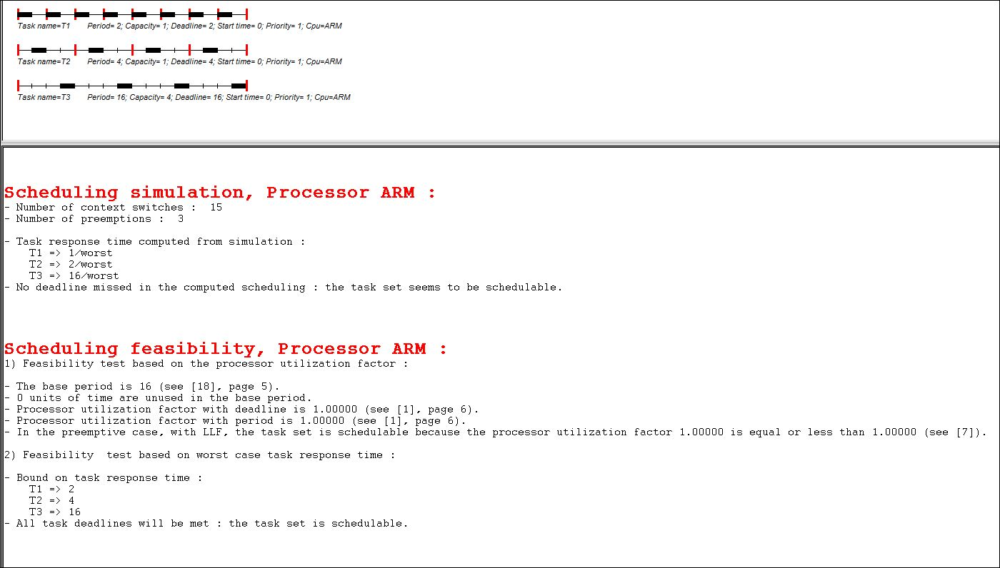 Task name=T1 Period= 2; Capacity= 1; Deadline= 2; Start time= 0; Priority= 1; Cpu=ARM
Task name=T2 Period= 4; Capacity= 1; Deadline= 4; Start time= 0; Priority= 1; Cpu=ARM
Task name=T3 Period= 16; Capacity= 4; Deadline= 16; Start time= 0; Priority= 1; Cpu=ARM
Scheduling simulation, Processor ARM :
- Number of context switches : 15
- Number of preemptions : 3
- Task response time computed from simulation :
T1 => 1/worst
T2 => 2/worst
T3 => 16/worst
- No deadline missed in the computed scheduling : the task set seems to be schedulable.
Scheduling feasibility, Processor ARM :
1) Feasibility test based on the processor utilization factor :
- The base period is 16 (see [18], page 5).
- 0 units of time are unused in the base period.
- Processor utilization factor with deadline is 1.00000 (see [1], page 6).
- Processor utilization factor with period is 1.00000 (see [1], page 6).
- In the preemptive case, with LLF, the task set is schedulable because the processor utilization factor 1.00000 is equal or less than 1.00000 (see [7]).
2) Feasibility test based on worst case task response time :
- Bound on task response time :
T1 => 2
T2 => 4
T3 => 16
- All task deadlines will be met : the task set is schedulable.